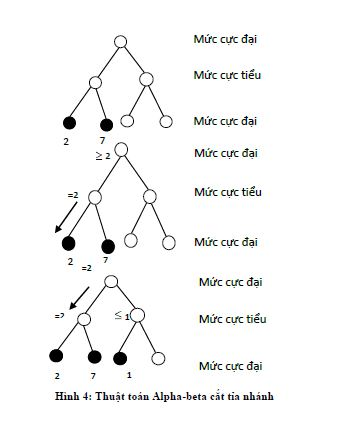 Mức cực đại
Mức cực tiểu
Mức cực đại
2 7
≥ 2 Mức cực đại
=2 Mức cực tiểu
Mức cực đại
2 7
=2
Mức cực đại
=2 ≤ 1 Mức cực tiểu
Mức cực đại
2 7 1
Hình 4: Thuật toán Alpha-beta cắt tỉa nhánh